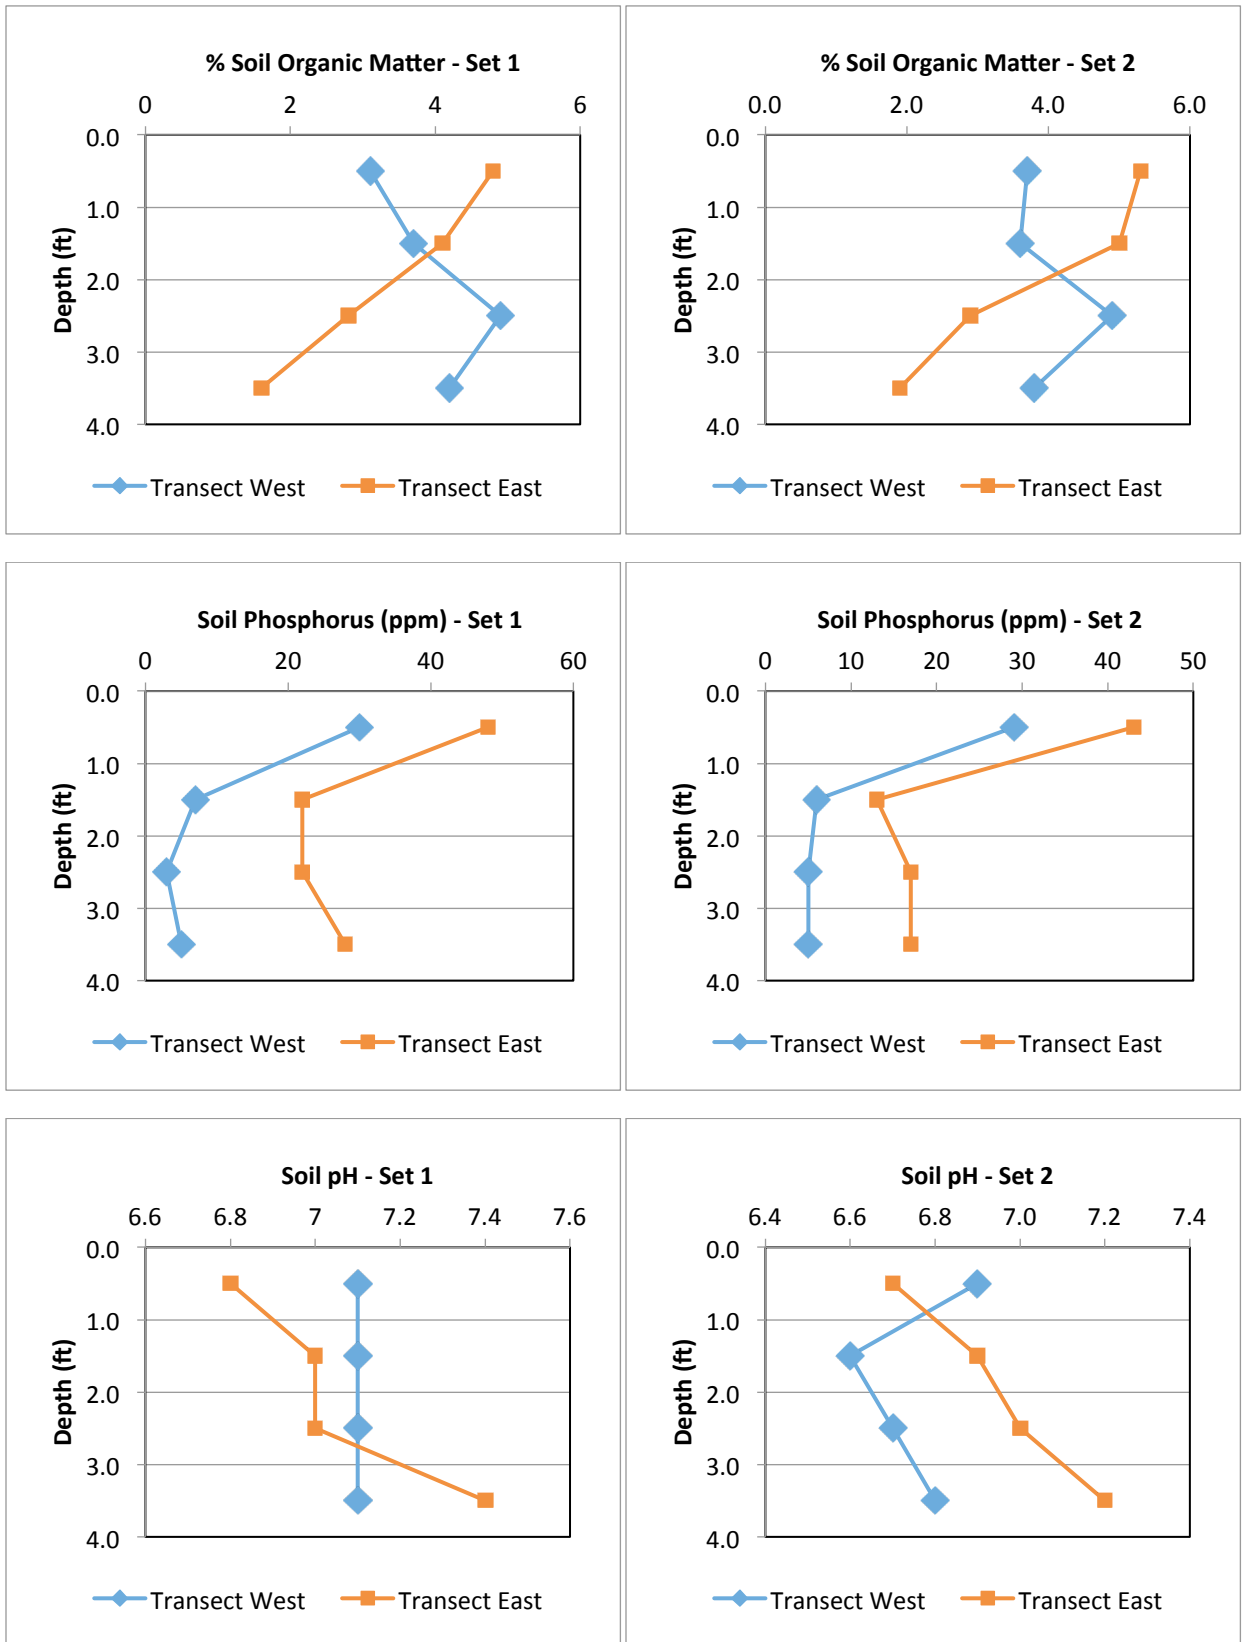 % Soil Organic Matter - Set 1
0 2 4 6
0.0
1.0
2.0
3.0
4.0
Depth (ft)
Transect West Transect East
% Soil Organic Matter - Set 2
0.0 2.0 4.0 6.0
0.0
1.0
2.0
3.0
4.0
Depth (ft)
Transect West Transect East
Soil Phosphorus (ppm) - Set 1
0 20 40 60
0.0
1.0
2.0
3.0
4.0
Depth (ft)
Transect West Transect East
Soil Phosphorus (ppm) - Set 2
0 10 20 30 40 50
0.0
1.0
2.0
3.0
4.0
Depth (ft)
Transect West Transect East
Soil pH - Set 1
6.6 6.8 7 7.2 7.4 7.6
0.0
1.0
2.0
3.0
4.0
Depth (ft)
Transect West Transect East
Soil pH - Set 2
6.4 6.6 6.8 7.0 7.2 7.4
0.0
1.0
2.0
3.0
4.0
Depth (ft)
Transect West Transect East